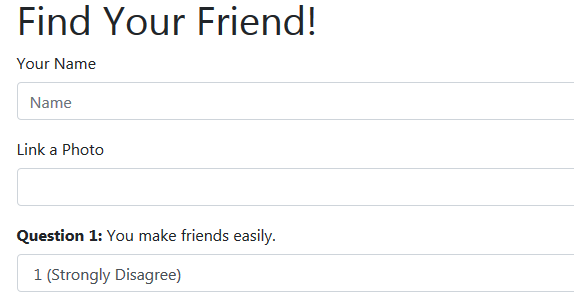 Find Your Friend!
Your Name
Name
Link a Photo
Question 1: You make friends easily.
1 (Strongly Disagree)